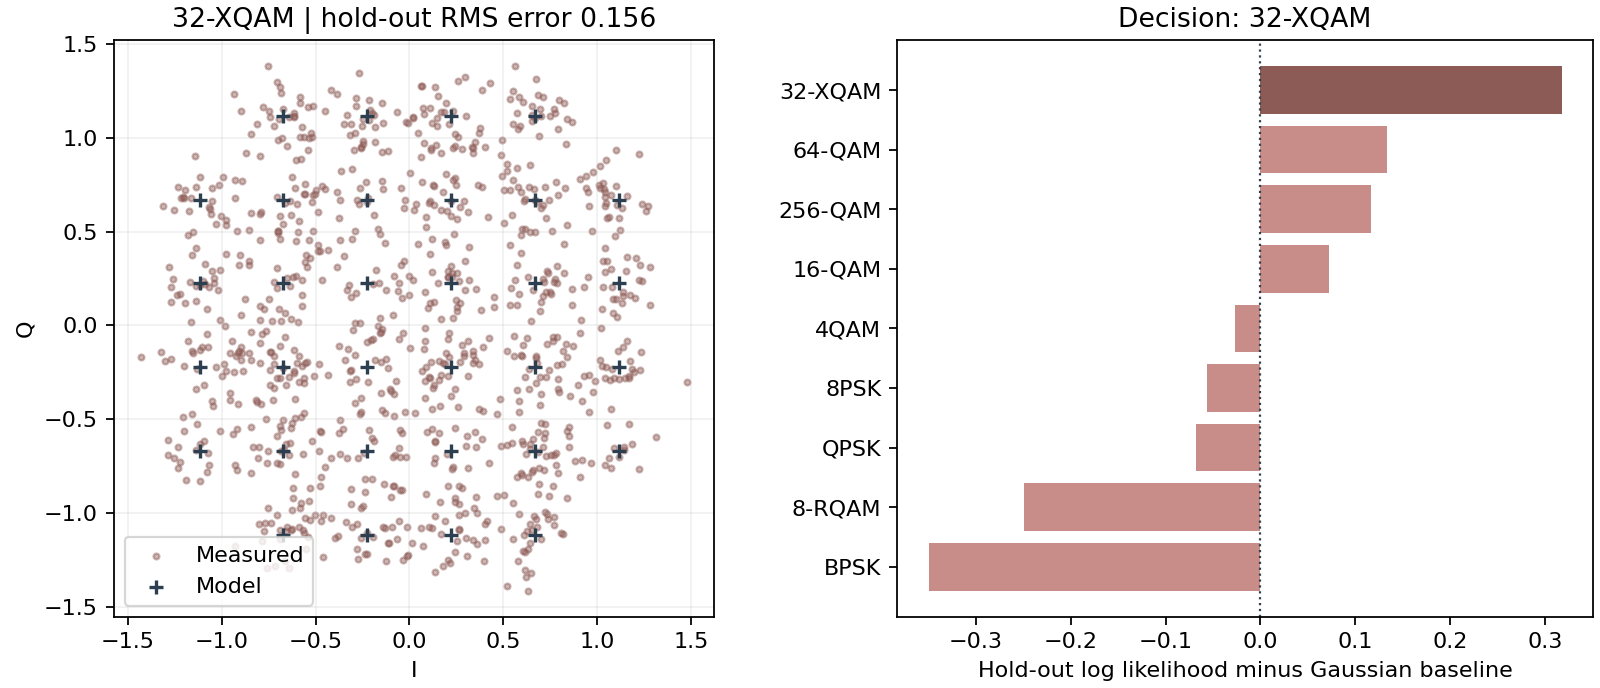 32-XQAM | hold-out RMS error 0.156
1.5
1.0
0.5
0.0
−0.5
−1.0
−1.5
Q
Measured
Model
−1.5
−1.0
−0.5
0.0
0.5
1.0
1.5
I
Decision: 32-XQAM
32-XQAM
64-QAM
256-QAM
16-QAM
4QAM
8PSK
QPSK
8-RQAM
BPSK
−0.3
−0.2
−0.1
0.0
0.1
0.2
0.3
Hold-out log likelihood minus Gaussian baseline